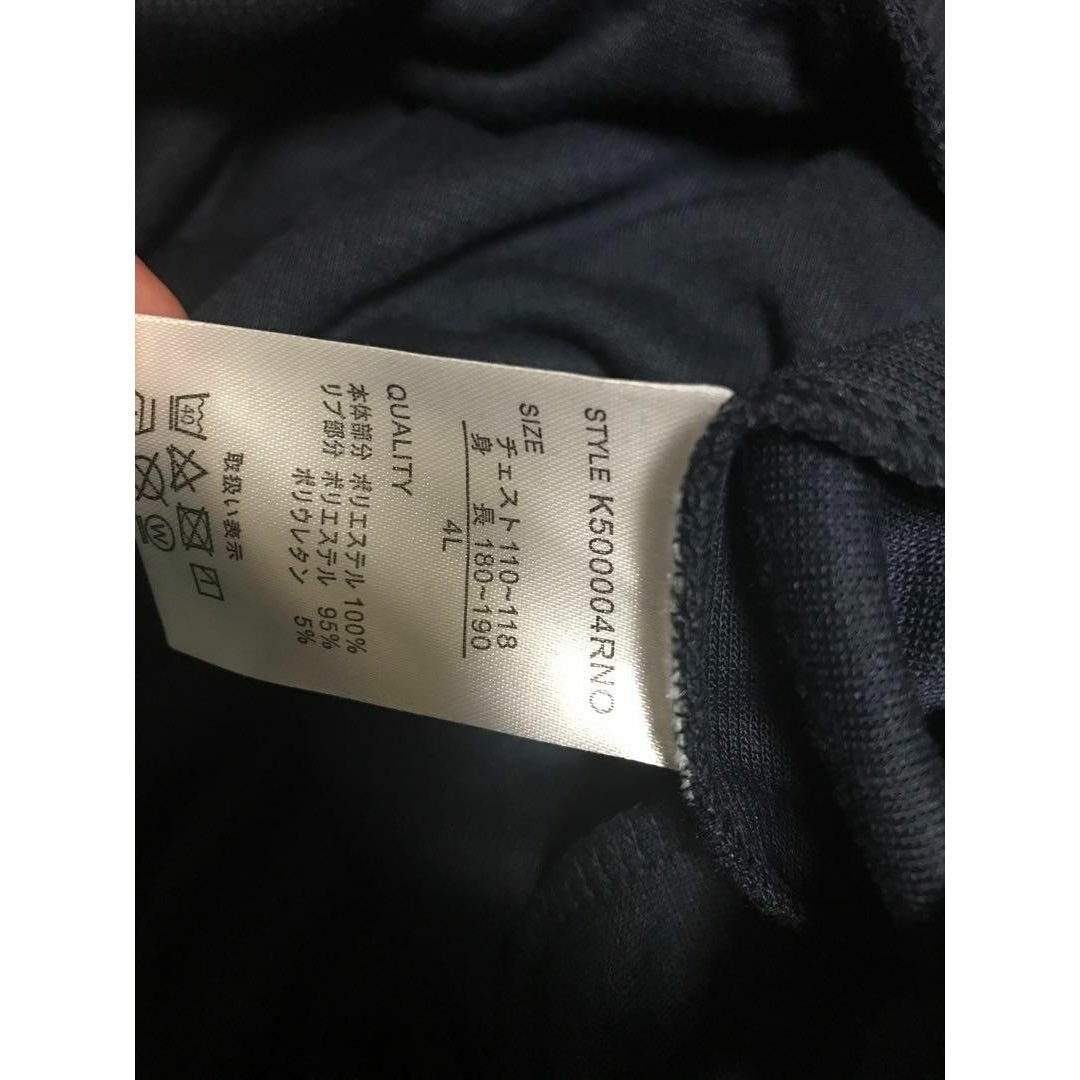 STYLE K50004RNO
SIZE
チェスト 110~118
身 長 180~190
4L
QUALITY
本体部分 ポリエステル 100%
リブ部分 ポリエステル 95%
ポリウレタン 5%
取扱い表示
40
W